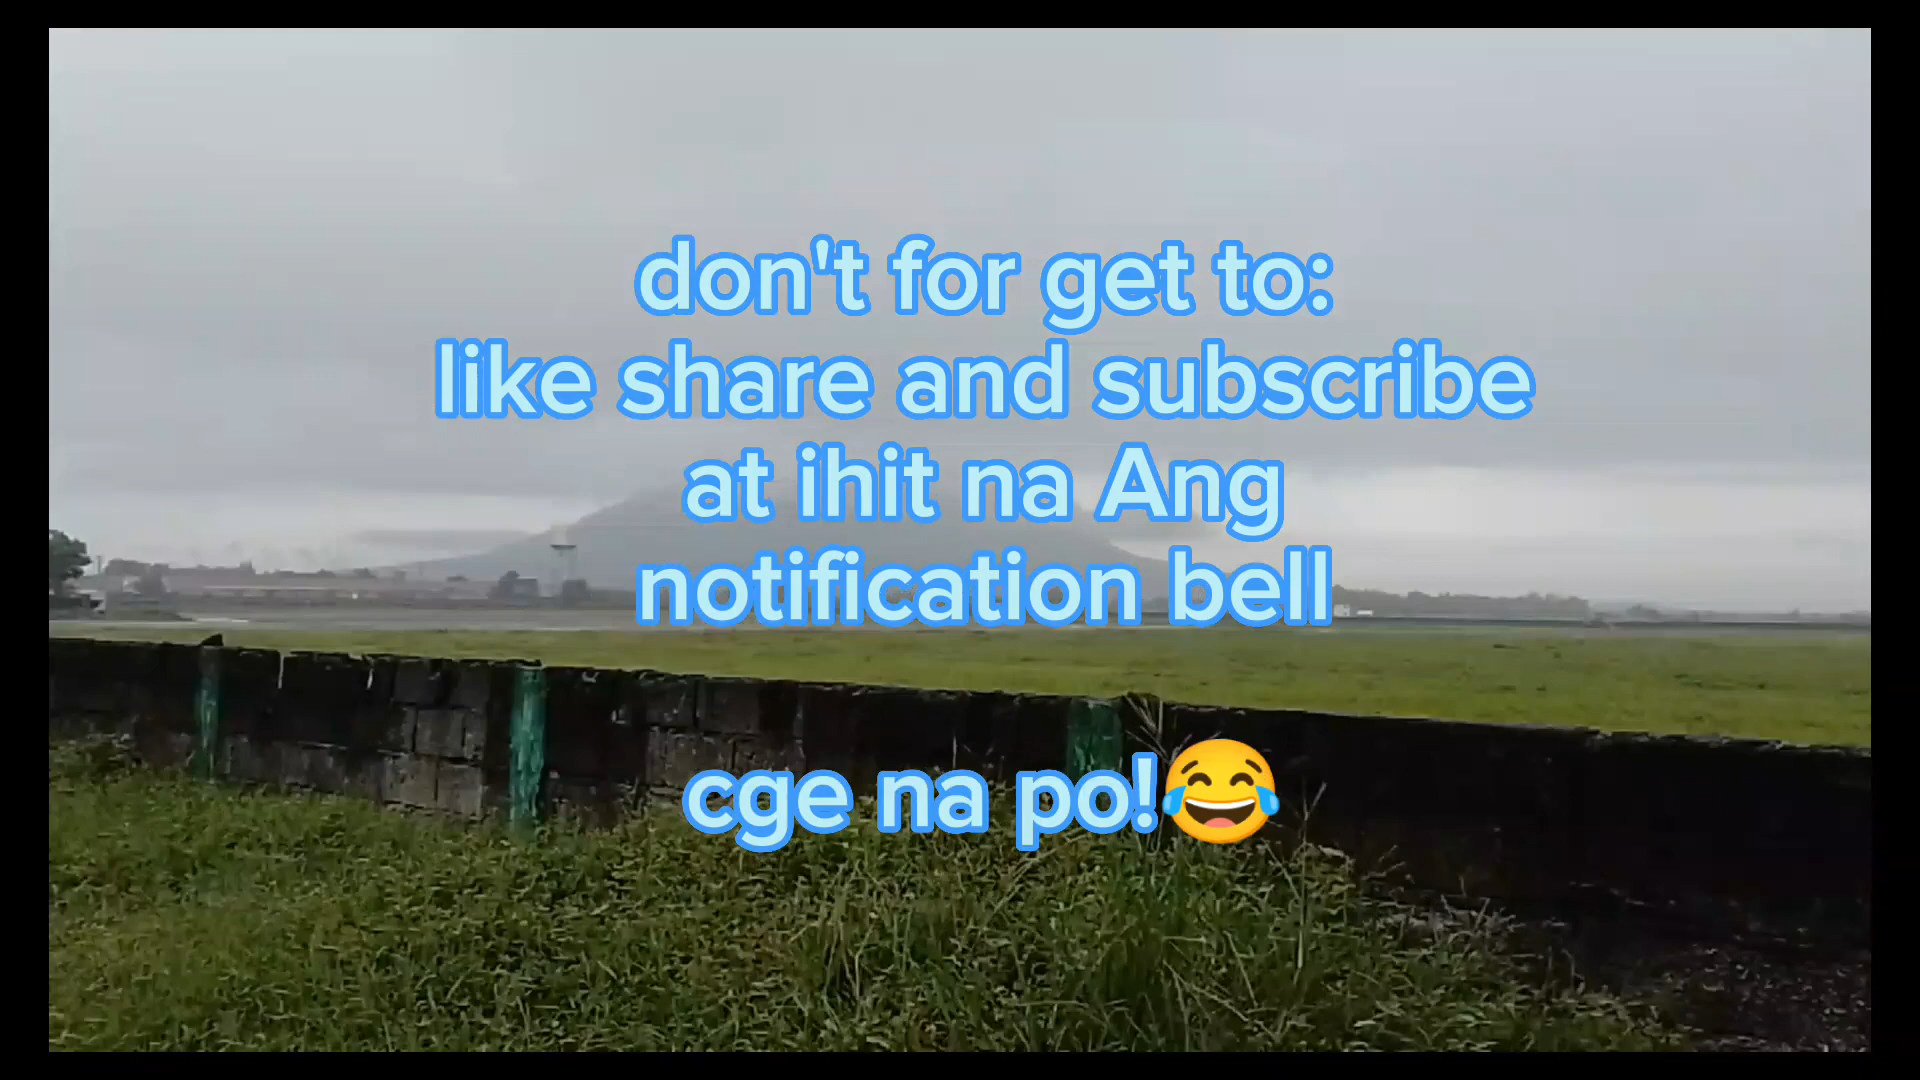 don't for get to:
like share and subscribe
at ihit na Ang
notification bell
cge na po!😂